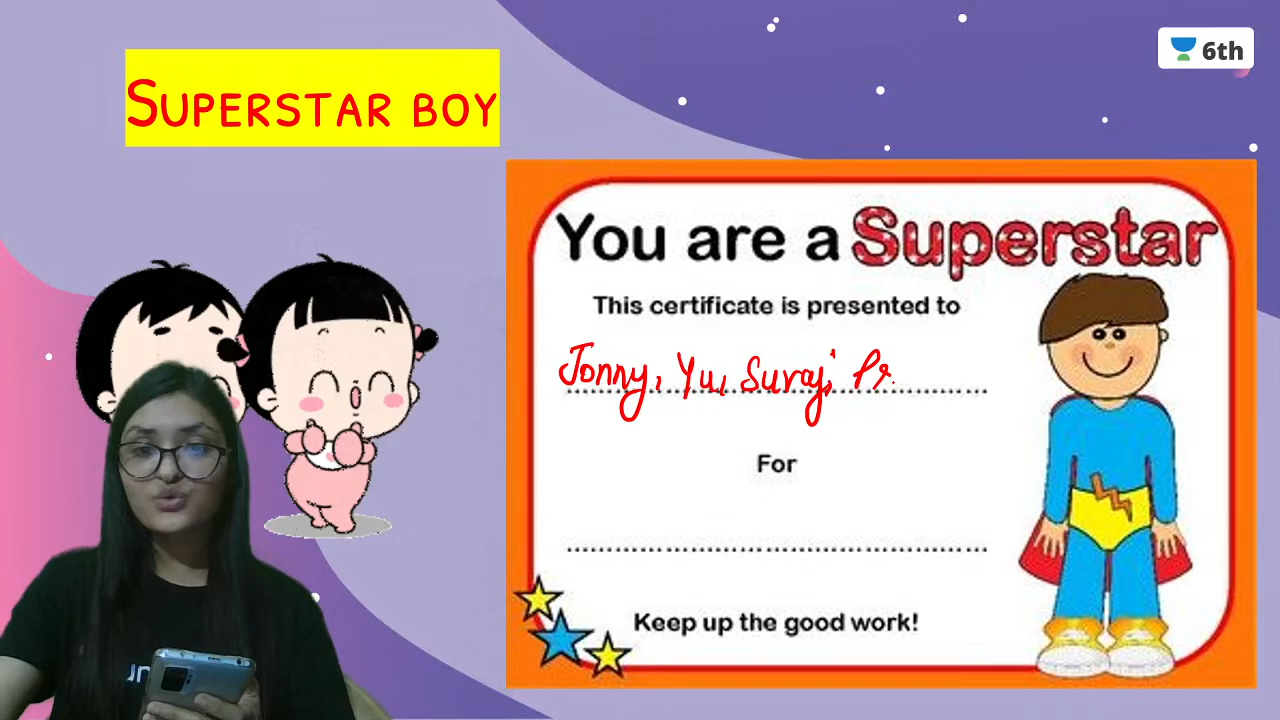 SUPERSTAR BOY
6th
You are a Superstar
This certificate is presented to
Jonny, Yu, Suraj, Pr.
For
Keep up the good work!